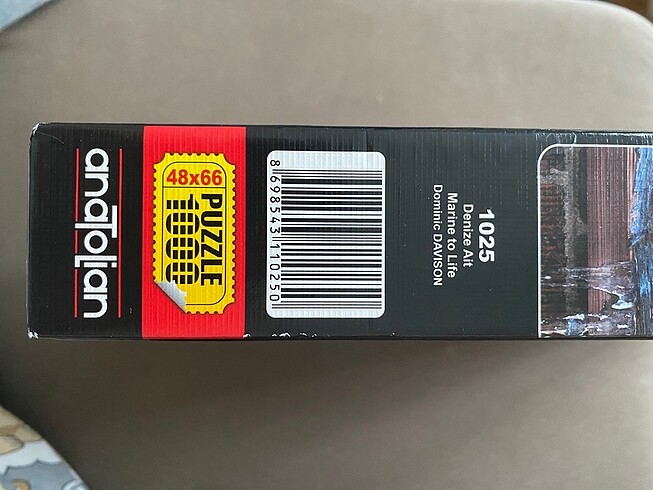 anatolian
48x66
PUZZLE
1000
8698543110250
1025
Denize Ait
Marine to Life
Dominic DAVISON